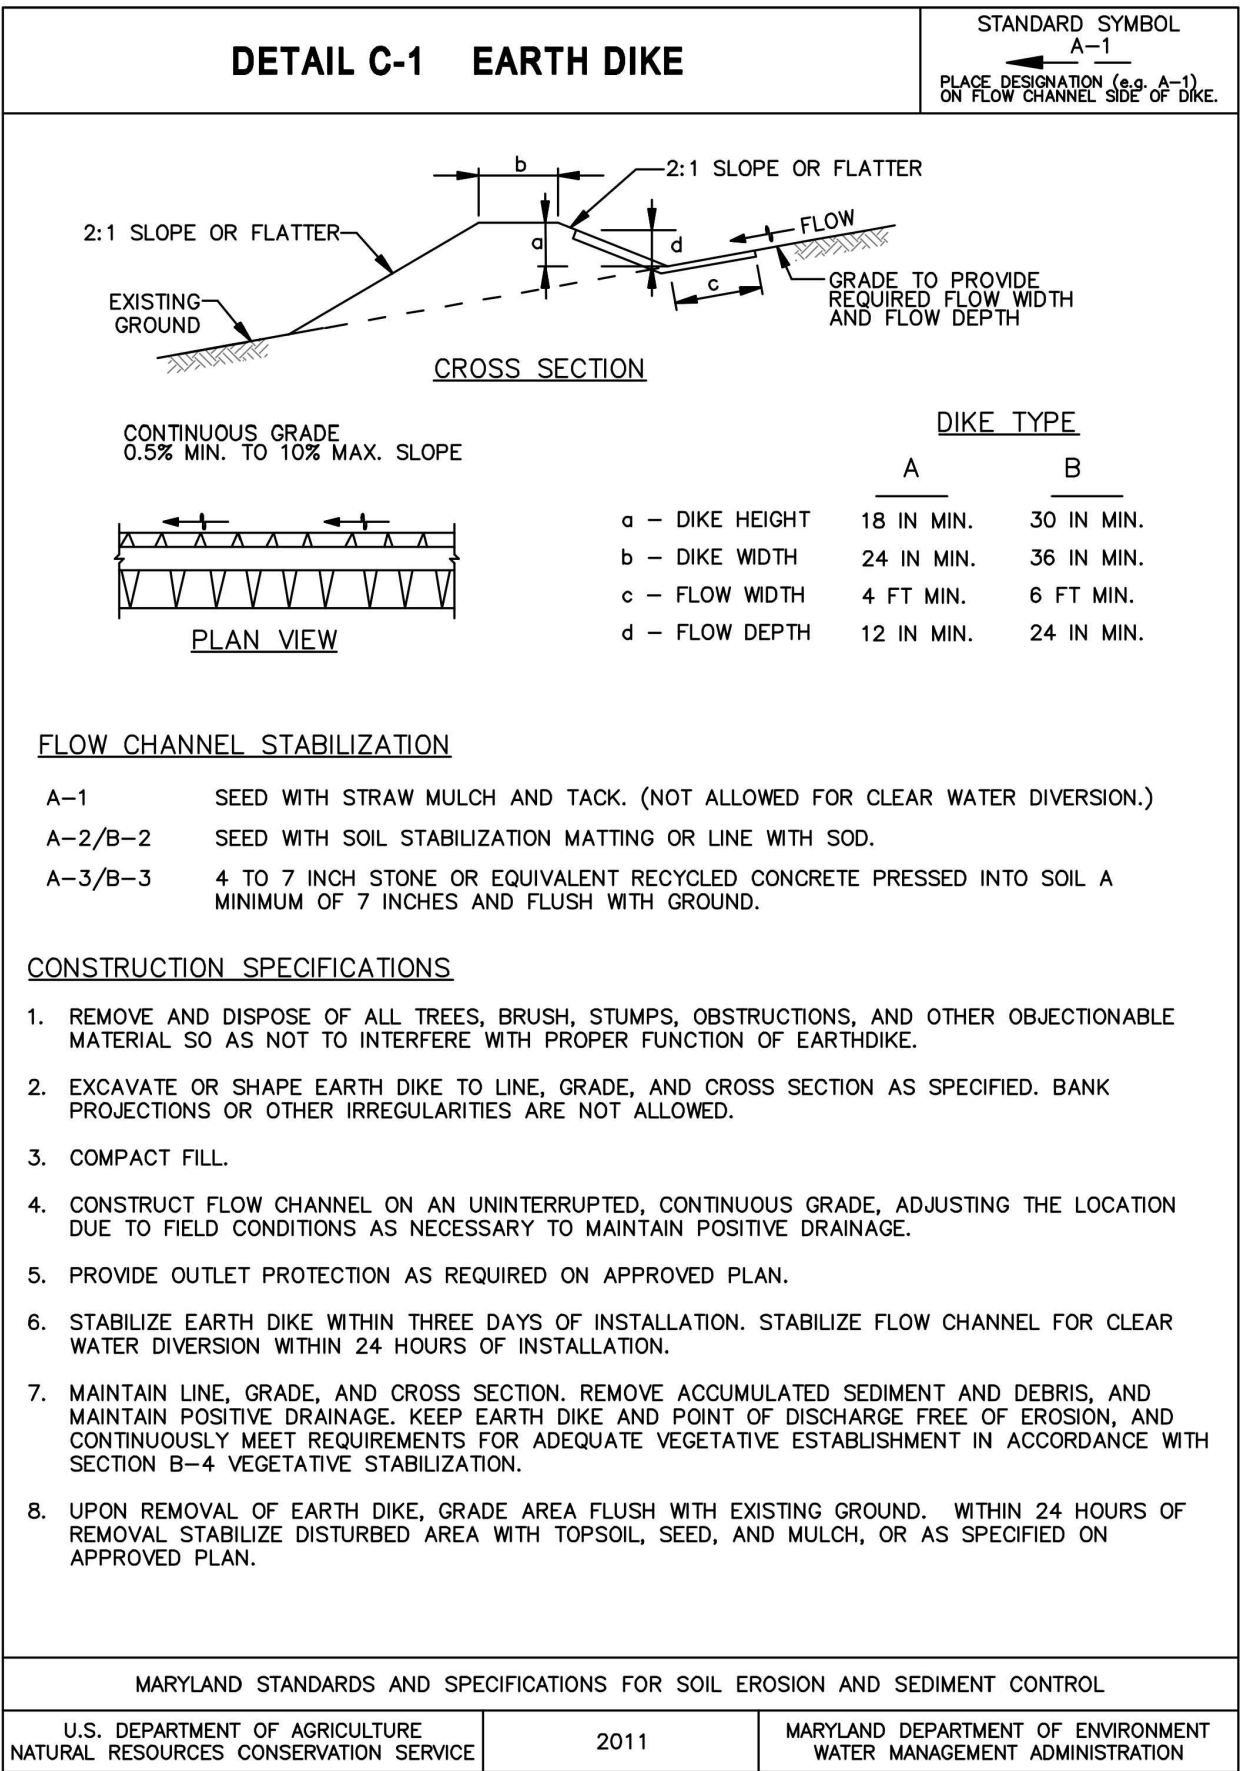 DETAIL C-1 EARTH DIKE
STANDARD SYMBOL
A-1
PLACE DESIGNATION (e.g. A-1)
ON FLOW CHANNEL SIDE OF DIKE.
b
2:1 SLOPE OR FLATTER
2:1 SLOPE OR FLATTER
a
d
FLOW
c
EXISTING
GROUND
GRADE TO PROVIDE
REQUIRED FLOW WIDTH
AND FLOW DEPTH
CROSS SECTION
CONTINUOUS GRADE
0.5% MIN. TO 10% MAX. SLOPE
PLAN VIEW
DIKE TYPE
A B
a – DIKE HEIGHT 18 IN MIN. 30 IN MIN.
b – DIKE WIDTH 24 IN MIN. 36 IN MIN.
c – FLOW WIDTH 4 FT MIN. 6 FT MIN.
d – FLOW DEPTH 12 IN MIN. 24 IN MIN.
FLOW CHANNEL STABILIZATION
A-1 SEED WITH STRAW MULCH AND TACK. (NOT ALLOWED FOR CLEAR WATER DIVERSION.)
A-2/B-2 SEED WITH SOIL STABILIZATION MATTING OR LINE WITH SOD.
A-3/B-3 4 TO 7 INCH STONE OR EQUIVALENT RECYCLED CONCRETE PRESSED INTO SOIL A
MINIMUM OF 7 INCHES AND FLUSH WITH GROUND.
CONSTRUCTION SPECIFICATIONS
1. REMOVE AND DISPOSE OF ALL TREES, BRUSH, STUMPS, OBSTRUCTIONS, AND OTHER OBJECTIONABLE
MATERIAL SO AS NOT TO INTERFERE WITH PROPER FUNCTION OF EARTHDIKE.
2. EXCAVATE OR SHAPE EARTH DIKE TO LINE, GRADE, AND CROSS SECTION AS SPECIFIED. BANK
PROJECTIONS OR OTHER IRREGULARITIES ARE NOT ALLOWED.
3. COMPACT FILL.
4. CONSTRUCT FLOW CHANNEL ON AN UNINTERRUPTED, CONTINUOUS GRADE, ADJUSTING THE LOCATION
DUE TO FIELD CONDITIONS AS NECESSARY TO MAINTAIN POSITIVE DRAINAGE.
5. PROVIDE OUTLET PROTECTION AS REQUIRED ON APPROVED PLAN.
6. STABILIZE EARTH DIKE WITHIN THREE DAYS OF INSTALLATION. STABILIZE FLOW CHANNEL FOR CLEAR
WATER DIVERSION WITHIN 24 HOURS OF INSTALLATION.
7. MAINTAIN LINE, GRADE, AND CROSS SECTION. REMOVE ACCUMULATED SEDIMENT AND DEBRIS, AND
MAINTAIN POSITIVE DRAINAGE. KEEP EARTH DIKE AND POINT OF DISCHARGE FREE OF EROSION, AND
CONTINUOUSLY MEET REQUIREMENTS FOR ADEQUATE VEGETATIVE ESTABLISHMENT IN ACCORDANCE WITH
SECTION B-4 VEGETATIVE STABILIZATION.
8. UPON REMOVAL OF EARTH DIKE, GRADE AREA FLUSH WITH EXISTING GROUND. WITHIN 24 HOURS OF
REMOVAL STABILIZE DISTURBED AREA WITH TOPSOIL, SEED, AND MULCH, OR AS SPECIFIED ON
APPROVED PLAN.
MARYLAND STANDARDS AND SPECIFICATIONS FOR SOIL EROSION AND SEDIMENT CONTROL
U.S. DEPARTMENT OF AGRICULTURE
NATURAL RESOURCES CONSERVATION SERVICE
2011
MARYLAND DEPARTMENT OF ENVIRONMENT
WATER MANAGEMENT ADMINISTRATION